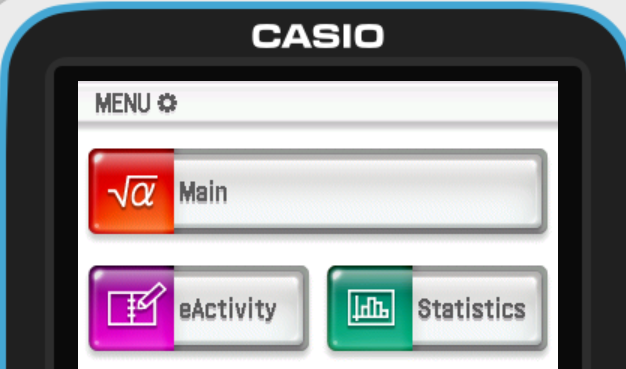 CASIO
MENU
√α Main
eActivity
Statistics